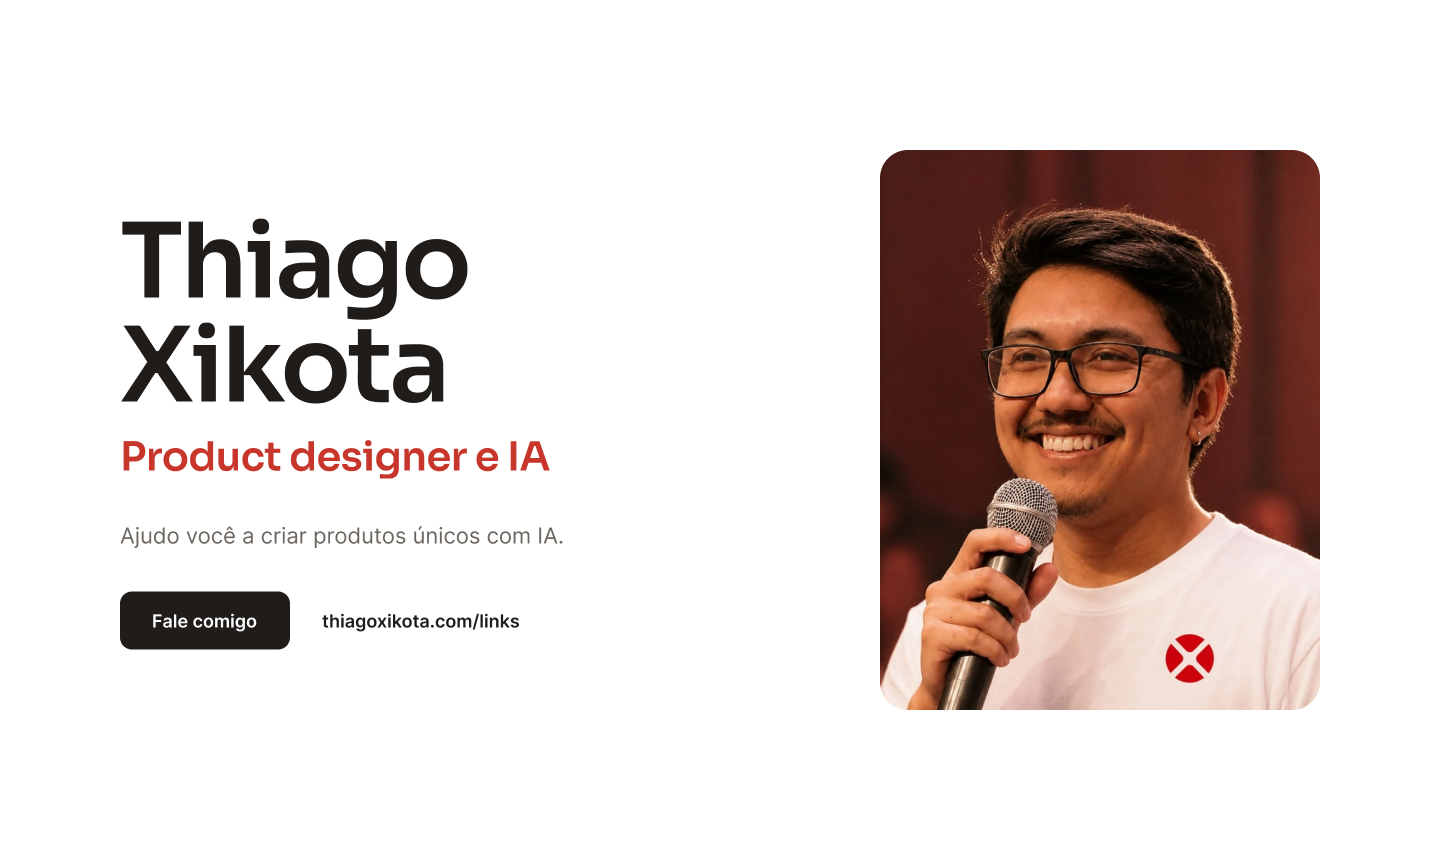 Thiago
Xikota
Product designer e IA
Ajudo você a criar produtos únicos com IA.
Fale comigo
thiagoxikota.com/links